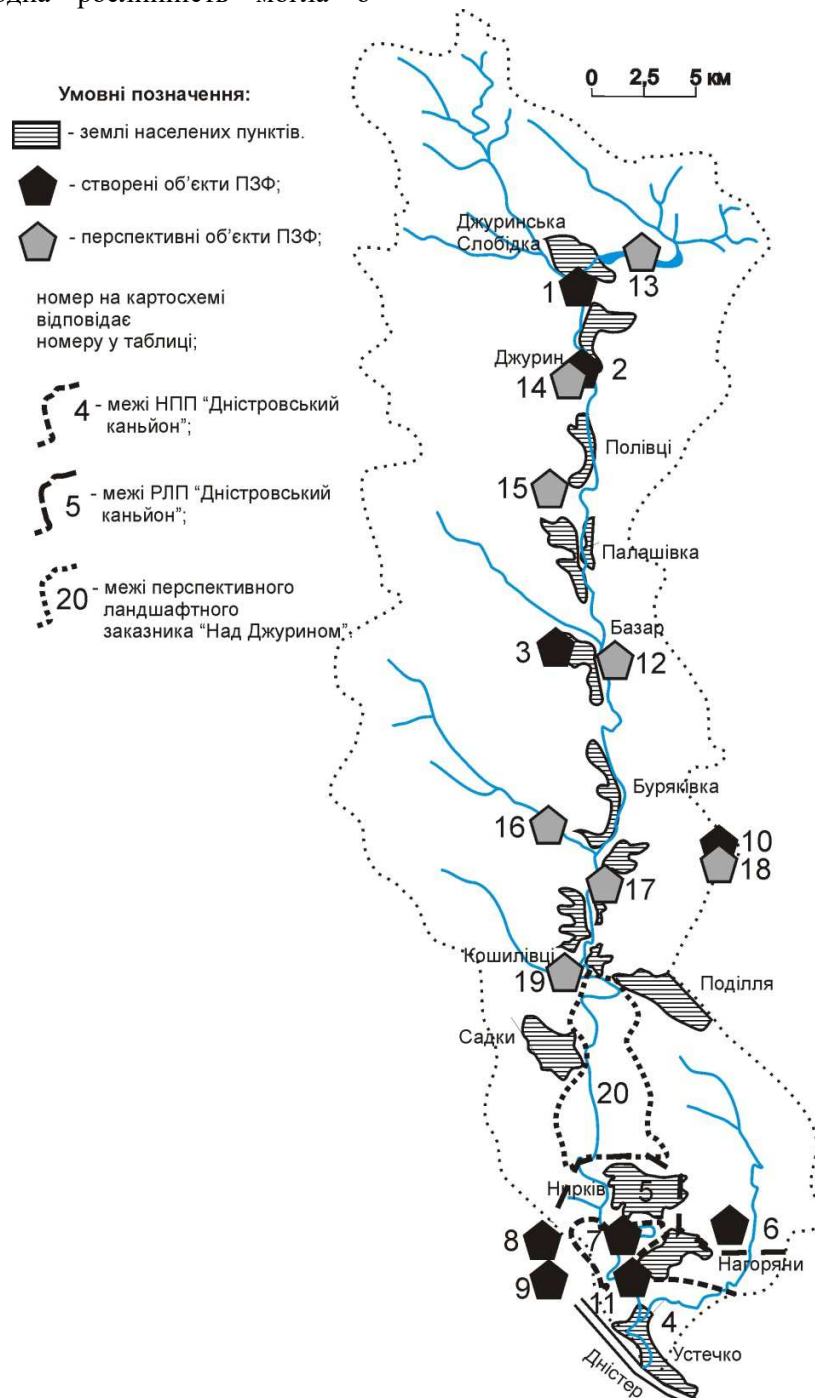 рослинність могла
0 2,5 5 км
Умовні позначення:
- землі населених пунктів.
- створені об’єкти ПЗФ;
- перспективні об’єкти ПЗФ;
номер на картосхемі
відповідає
номеру у таблиці;
4 - межі НПП “Дністровський
каньйон”;
5 - межі РЛП “Дністровський
каньйон”;
20 - межі перспективного
ландшафтного
заказника “Над Джурином”.
Джуринська
Слобідка
13
1
Джурин
2
14
Полівці
15
Палашівка
Базар
3
12
Буряківка
16
10
18
17
Кошилівці
19
Поділля
Садки
20
Нирків
5
8
7
6
Нагоряни
9
11
4
Устечко
Дністер